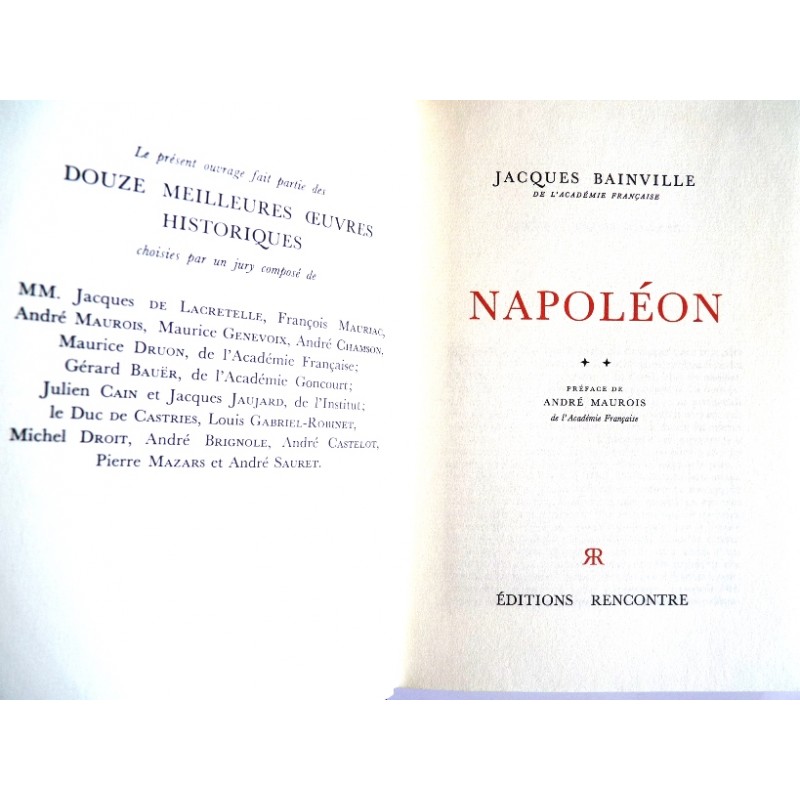 Le présent ouvrage fait partie des
DOUZE MEILLEURES ŒUVRES
HISTORIQUES
choisies par un jury composé de
MM. Jacques DE LACRETELLE, François MAURIAC,
André MAUROIS, Maurice GENEVOIX, André CHAMSON,
Maurice DRUON, de l'Académie Française;
Gérard BAUËR, de l'Académie Goncourt;
Julien CAIN et Jacques JAUJARD, de l'Institut;
le Duc DE CASTRIES, Louis GABRIEL-ROBINET,
Michel DROIT, André BRIGNOLE, André CASTELOT,
Pierre MAZARS et André SAURET.
JACQUES BAINVILLE
DE L'ACADÉMIE FRANÇAISE
NAPOLÉON
PRÉFACE DE
ANDRÉ MAUROIS
de l'Académie Française
RR
ÉDITIONS RENCONTRE